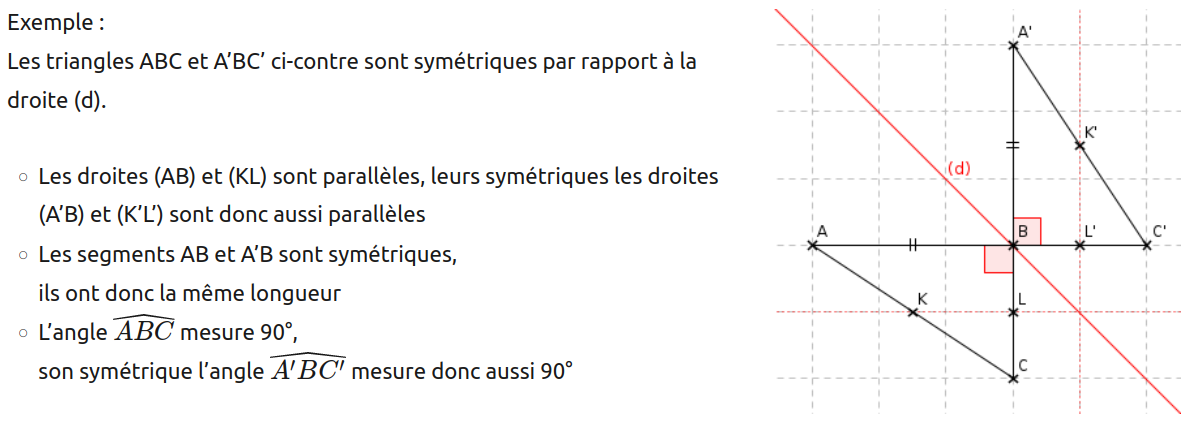 Exemple :
Les triangles ABC et A’BC’ ci-contre sont symétriques par rapport à la
droite (d).
◦ Les droites (AB) et (KL) sont parallèles, leurs symétriques les droites
(A’B) et (K’L’) sont donc aussi parallèles
◦ Les segments AB et A’B sont symétriques,
ils ont donc la même longueur
◦ L’angle \widehat{ABC} mesure 90°,
son symétrique l’angle \widehat{A'BC'} mesure donc aussi 90°
A'
K'
(d)
A
B
L'
C'
K
L
C